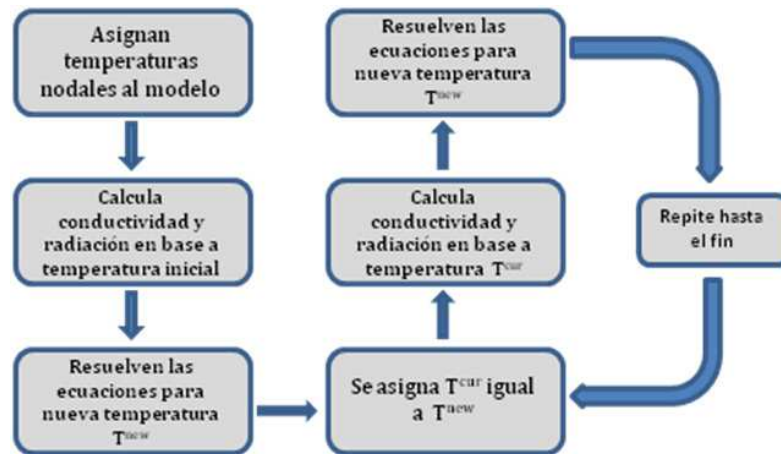 Asignan
temperaturas
nodales al modelo
Calcula
conductividad y
radiación en base a
temperatura inicial
Resuelven las
ecuaciones para
nueva temperatura
Tⁿᵉʷ
Se asigna Tᶜᵘʳ igual
a Tⁿᵉʷ
Calcula
conductividad y
radiación en base a
temperatura Tᶜᵘʳ
Resuelven las
ecuaciones para
nueva temperatura
Tⁿᵉʷ
Repite hasta
el fin